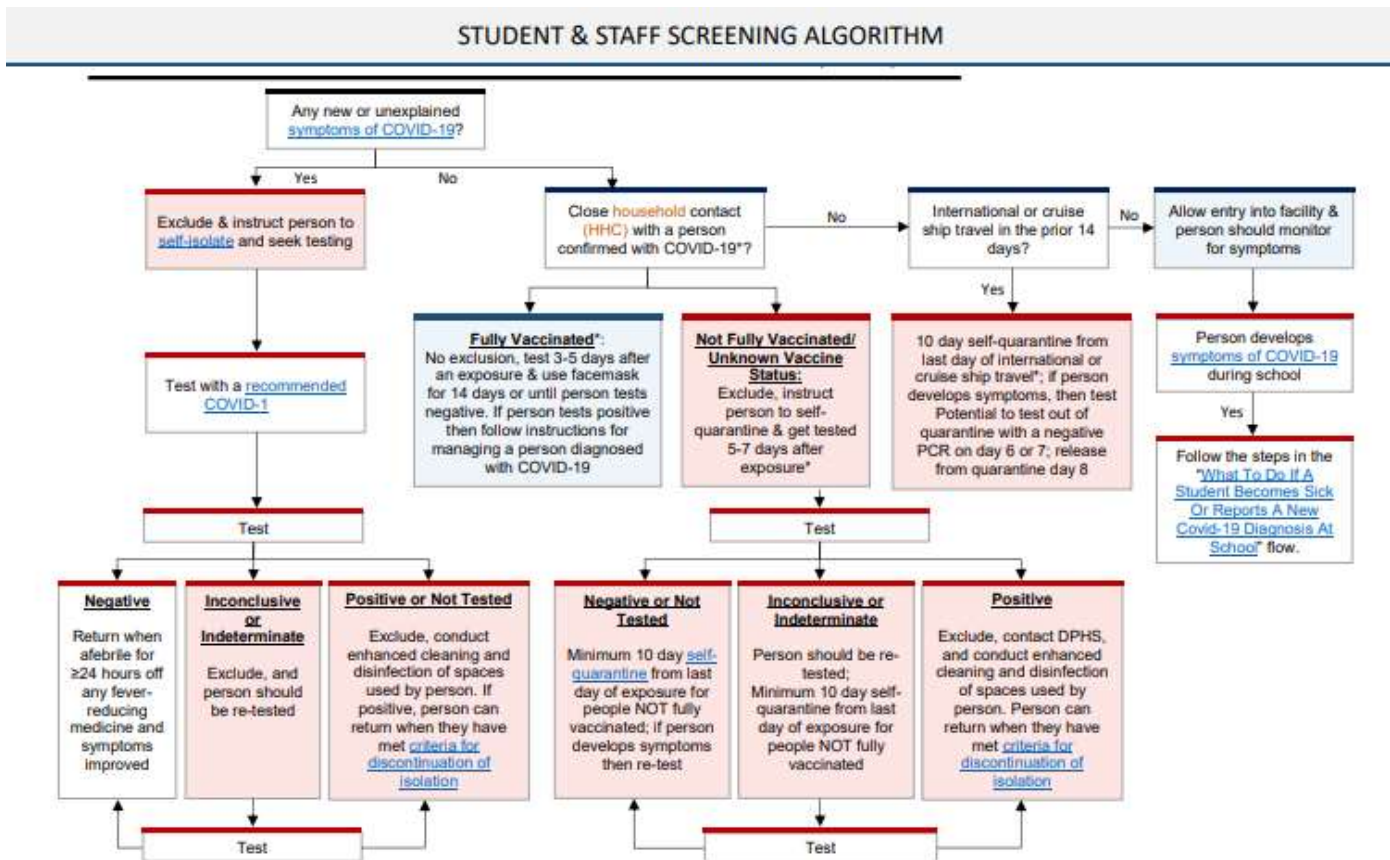 STUDENT & STAFF SCREENING ALGORITHM
Any new or unexplained
symptoms of COVID-19?
Yes
No
Exclude & instruct person to
self-isolate and seek testing
Close household contact
(HHC) with a person
confirmed with COVID-19*?
No
International or cruise
ship travel in the prior 14
days?
No
Allow entry into facility &
person should monitor
for symptoms
Yes
Test with a recommended
COVID-1
Fully Vaccinated*:
No exclusion, test 3-5 days after
an exposure & use facemask
for 14 days or until person tests
negative. If person tests positive
then follow instructions for
managing a person diagnosed
with COVID-19
Not Fully Vaccinated/
Unknown Vaccine
Status:
Exclude, instruct
person to self-
quarantine & get tested
5-7 days after
exposure*
10 day self-quarantine from
last day of international or
cruise ship travel*; if person
develops symptoms, then test
Potential to test out of
quarantine with a negative
PCR on day 6 or 7; release
from quarantine day 8
Person develops
symptoms of COVID-19
during school
Yes
Follow the steps in the
"What To Do If A
Student Becomes Sick
Or Reports A New
Covid-19 Diagnosis At
School" flow.
Test
Test
Negative
Return when
afebrile for
≥24 hours off
any fever-
reducing
medicine and
symptoms
improved
Inconclusive
or
Indeterminate
Exclude, and
person should
be re-tested
Positive or Not Tested
Exclude, conduct
enhanced cleaning and
disinfection of spaces
used by person. If
positive, person can
return when they have
met criteria for
discontinuation of
isolation
Negative or Not
Tested
Minimum 10 day self-
quarantine from last
day of exposure for
people NOT fully
vaccinated; if person
develops symptoms
then re-test
Inconclusive or
Indeterminate
Person should be re-
tested;
Minimum 10 day self-
quarantine from last
day of exposure for
people NOT fully
vaccinated
Positive
Exclude, contact DPHS,
and conduct enhanced
cleaning and disinfection
of spaces used by
person. Person can
return when they have
met criteria for
discontinuation of
isolation
Test
Test